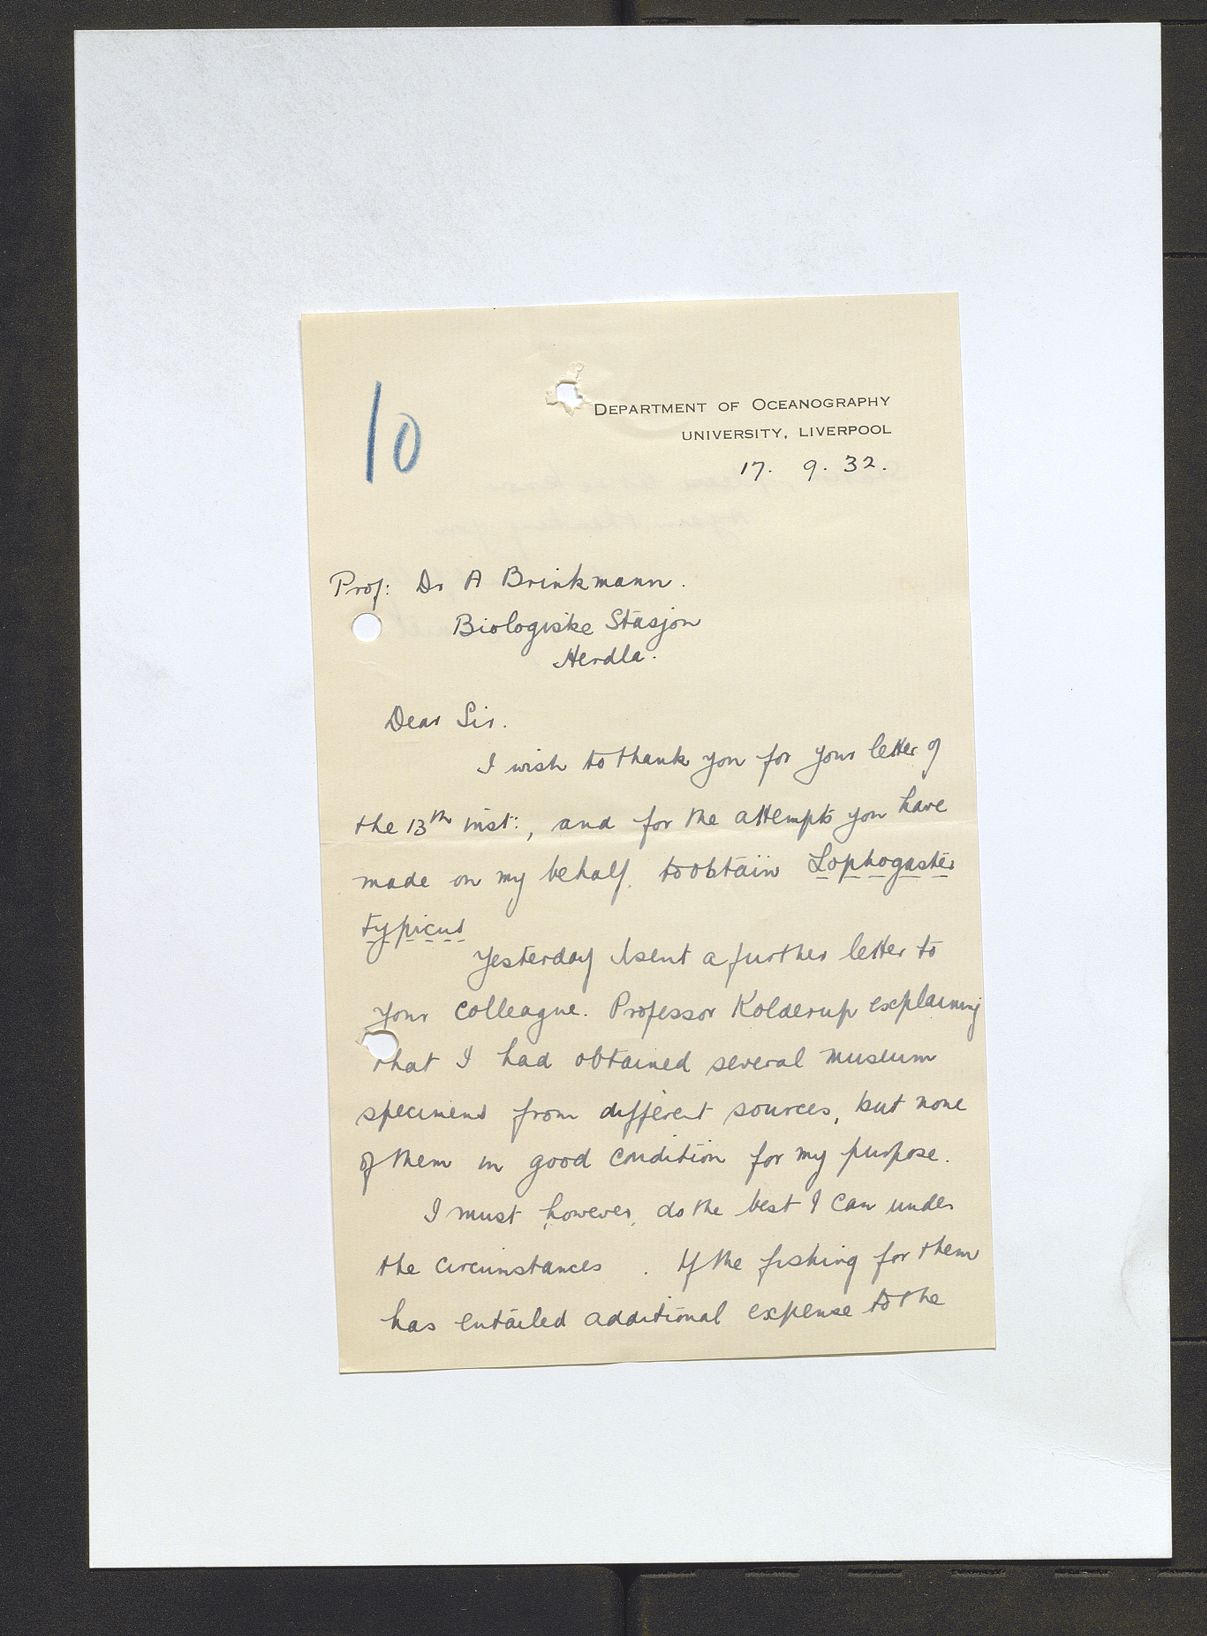 10
DEPARTMENT OF OCEANOGRAPHY
UNIVERSITY, LIVERPOOL
17. 9. 32.
Prof: Dr A Brinkmann.
Biologiske Stasjon
Herdla.
Dear Sir.
I wish to thank you for your letter of
the 13th inst:, and for the attempts you have
made on my behalf to obtain Lophogaster
typicus
Yesterday I sent a further letter to
your colleague. Professor Kolderup explaining
that I had obtained several museum
specimens from different sources, but none
of them in good condition for my purpose.
I must, however, do the best I can under
the circumstances. If the fishing for them
has entailed additional expense to the